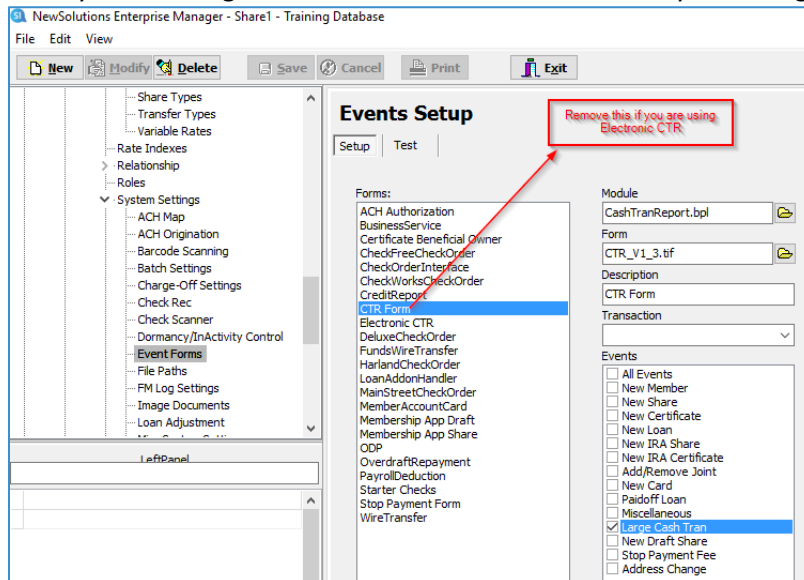 NewSolutions Enterprise Manager - Share1 - Training Database
File Edit View
New Modify Delete Save Cancel Print Exit
Share Types
Transfer Types
Variable Rates
Rate Indexes
Relationship
Roles
System Settings
ACH Map
ACH Origination
Barcode Scanning
Batch Settings
Charge-Off Settings
Check Rec
Check Scanner
Dormancy/InActivity Control
Event Forms
File Paths
FM Log Settings
Image Documents
Loan Adjustment
LeftPanel
Events Setup
Remove this if you are using
Electronic CTR
Setup Test
Forms:
ACH Authorization
BusinessService
Certificate Beneficial Owner
CheckFreeCheckOrder
CheckOrderInterface
CheckWorksCheckOrder
CreditReport
CTR Form
Electronic CTR
DeluxeCheckOrder
FundsWireTransfer
HarlandCheckOrder
LoanAddonHandler
MainStreetCheckOrder
MemberAccountCard
Membership App Draft
Membership App Share
ODP
OverdraftRepayment
PayrollDeduction
Starter Checks
Stop Payment Form
WireTransfer
Module
CashTranReport.bpl
Form
CTR_V1_3.tif
Description
CTR Form
Transaction
Events
All Events
New Member
New Share
New Certificate
New Loan
New IRA Share
New IRA Certificate
Add/Remove Joint
New Card
Paidoff Loan
Miscellaneous
Large Cash Tran
New Draft Share
Stop Payment Fee
Address Change